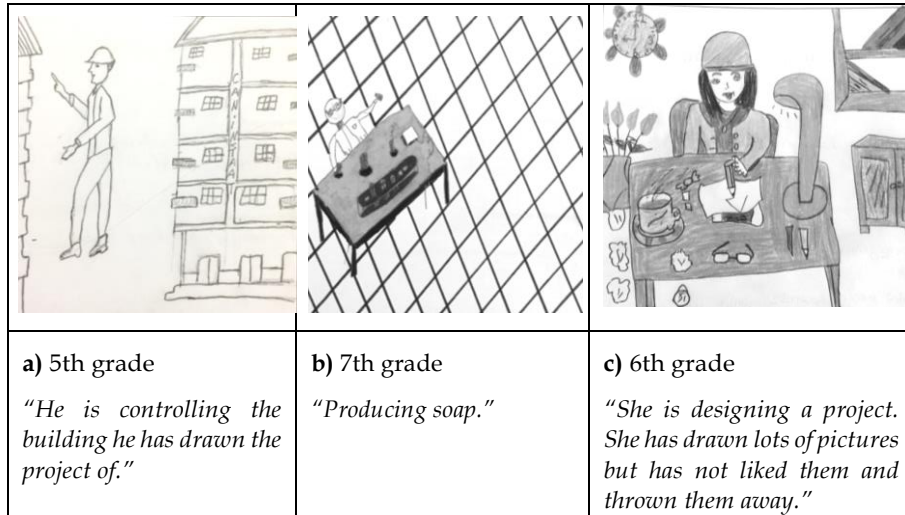 CAN-İNŞAAT
a) 5th grade
"He is controlling the
building he has drawn the
project of."
b) 7th grade
"Producing soap."
c) 6th grade
"She is designing a project.
She has drawn lots of pictures
but has not liked them and
thrown them away."